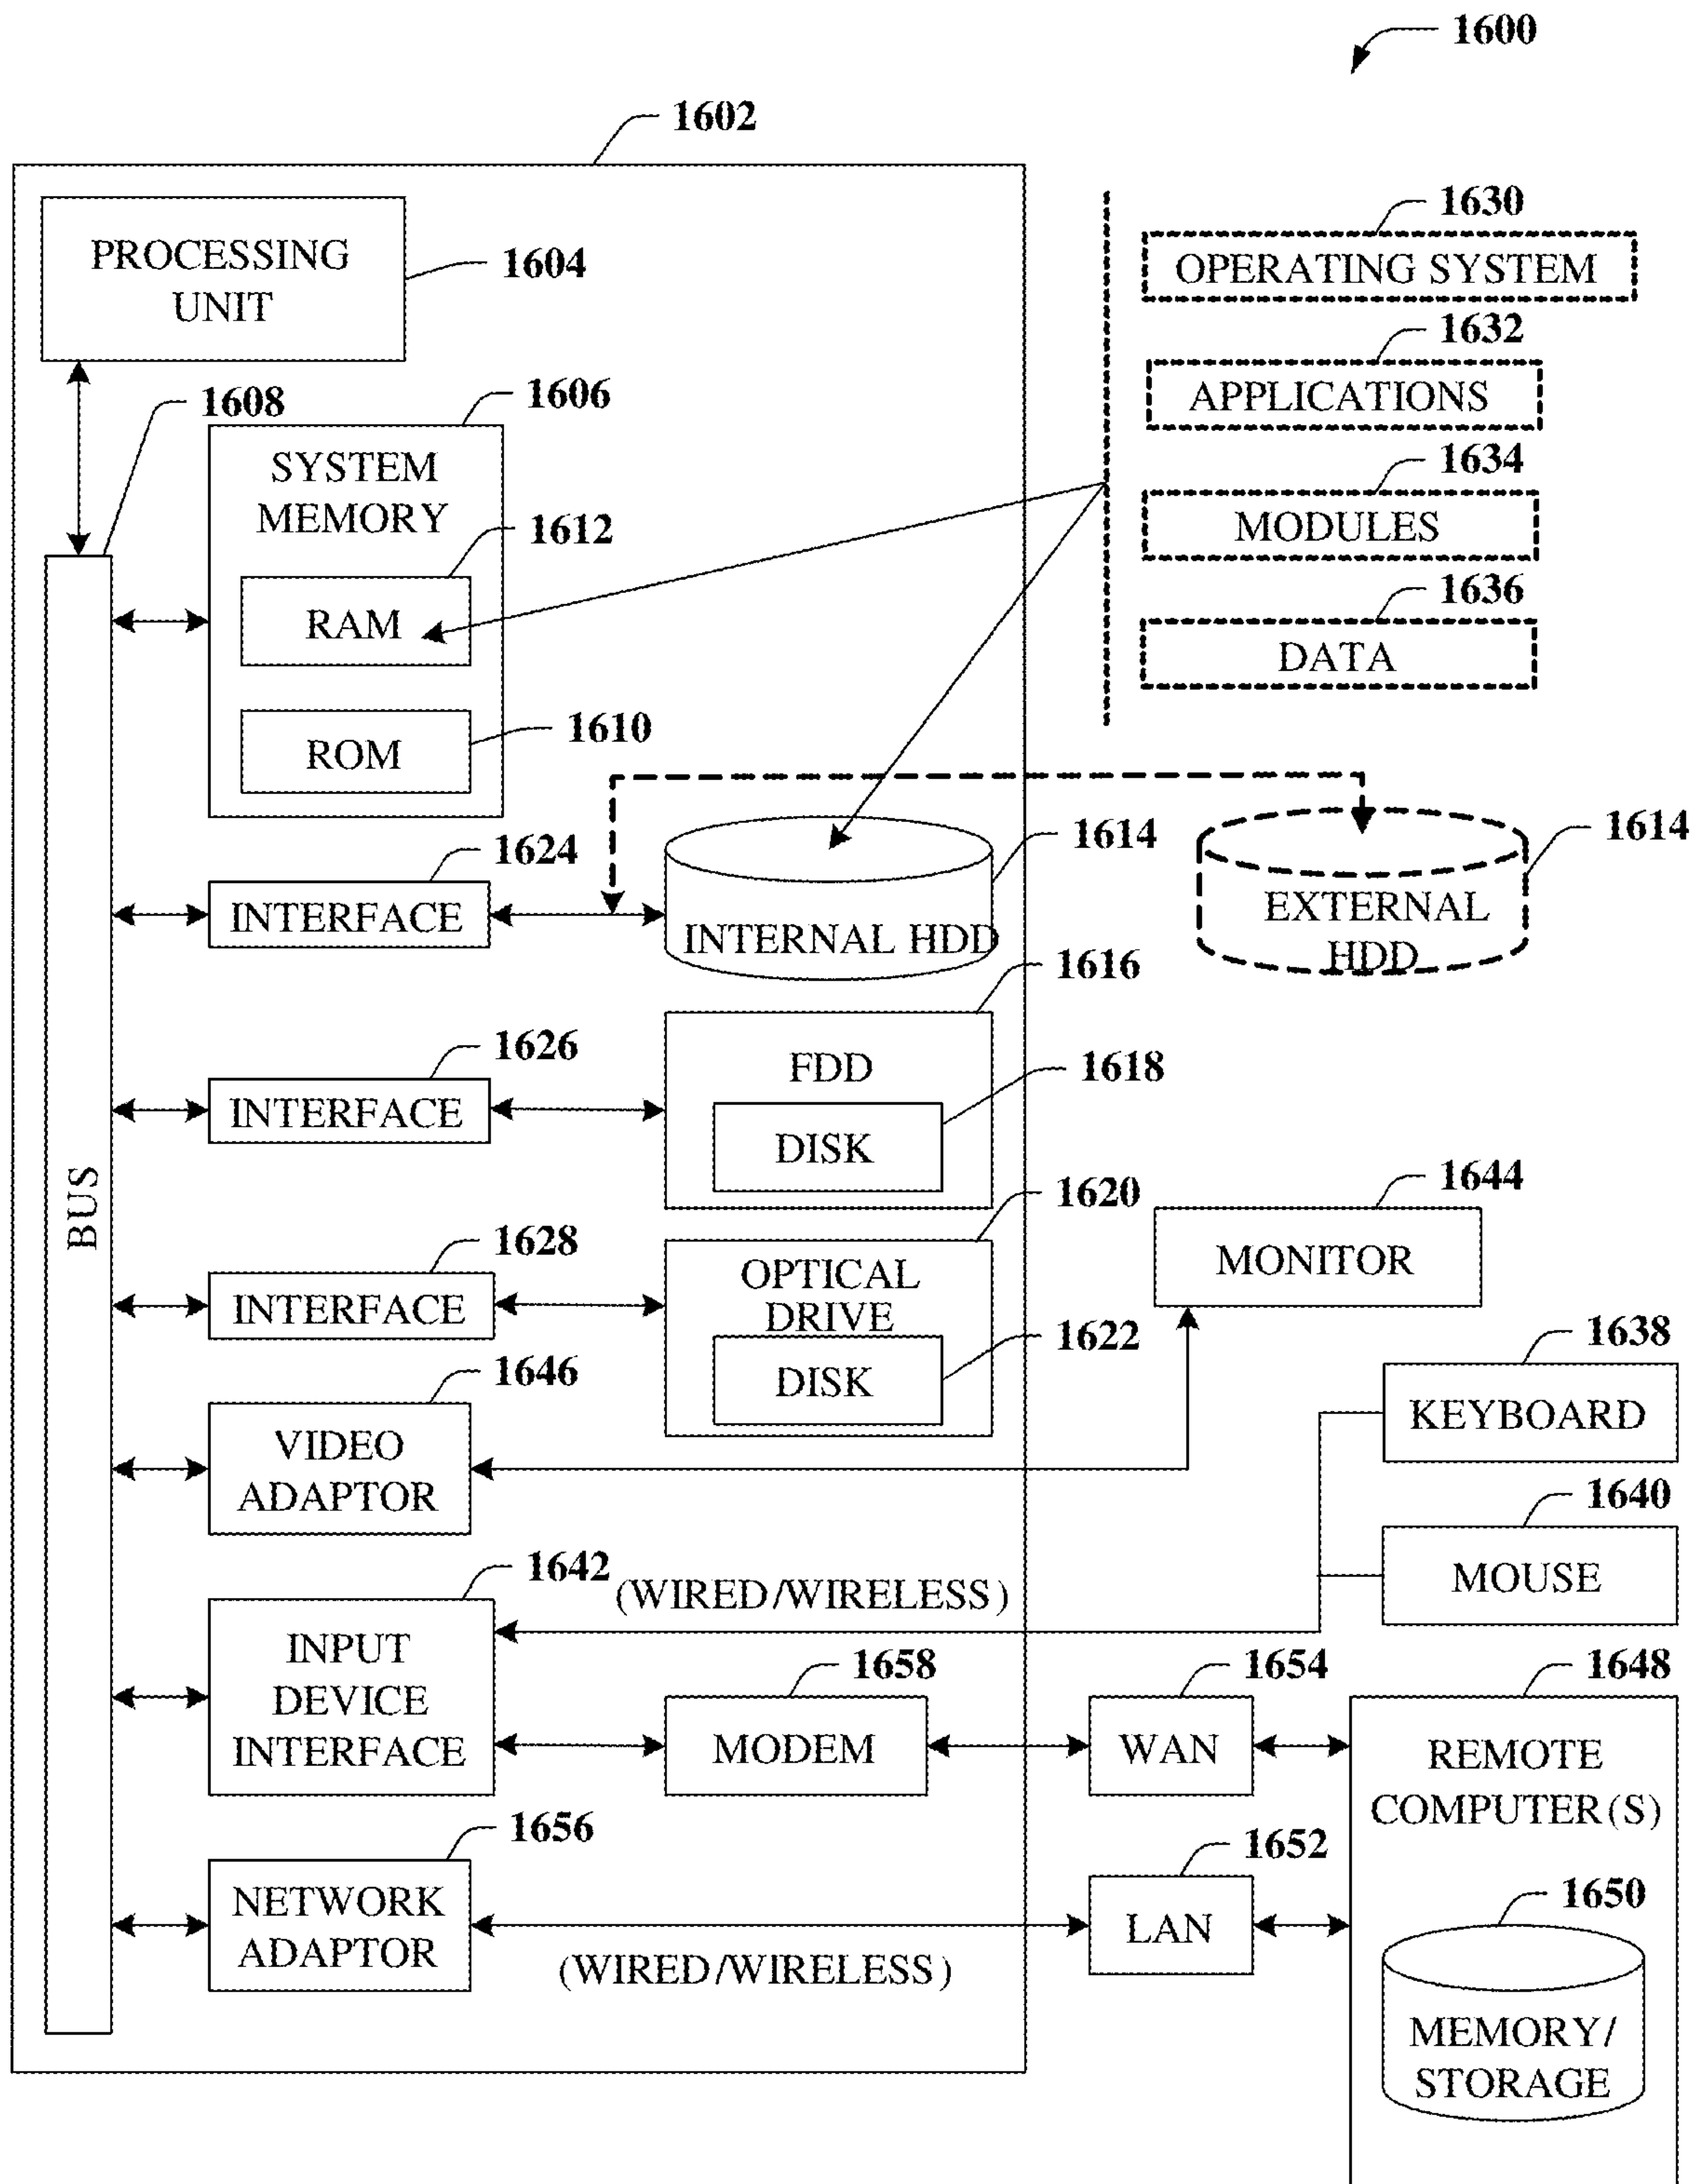 1600
1602
PROCESSING
UNIT
1604
1630
OPERATING SYSTEM
1632
APPLICATIONS
1634
MODULES
1636
DATA
1608
1606
SYSTEM
MEMORY
1612
RAM
1610
ROM
1624
INTERFACE
1614
INTERNAL HDD
1614
EXTERNAL
HDD
1616
FDD
1618
DISK
1626
INTERFACE
BUS
1620
OPTICAL
DRIVE
1622
DISK
1628
INTERFACE
1644
MONITOR
1646
VIDEO
ADAPTOR
1638
KEYBOARD
1640
MOUSE
1642
(WIRED/WIRELESS)
INPUT
DEVICE
INTERFACE
1658
MODEM
1654
WAN
1648
REMOTE
COMPUTER(S)
1656
NETWORK
ADAPTOR
(WIRED/WIRELESS)
1652
LAN
1650
MEMORY/
STORAGE